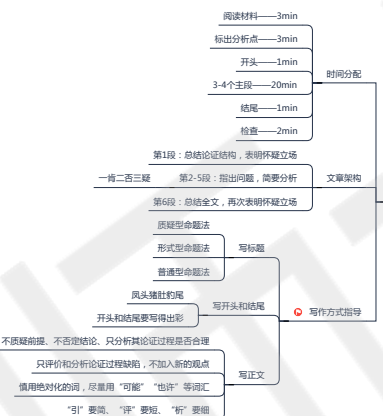 阅读材料——3min
标出分析点——3min
开头——1min
3-4个主段——20min
结尾——1min
检查——2min
时间分配
第1段：总结论证结构，表明怀疑立场
一肯二否三疑
第2-5段：指出问题，简要分析
第6段：总结全文，再次表明怀疑立场
文章架构
质疑型命题法
形式型命题法
普通型命题法
写标题
凤头猪肚豹尾
开头和结尾要写得出彩
写开头和结尾
写作方式指导
不质疑前提、不否定结论、只分析其论证过程是否合理
只评价和分析论证过程缺陷，不加入新的观点
慎用绝对化的词，尽量用“可能”“也许”等词汇
“引”要简、“评”要短、“析”要细
写正文